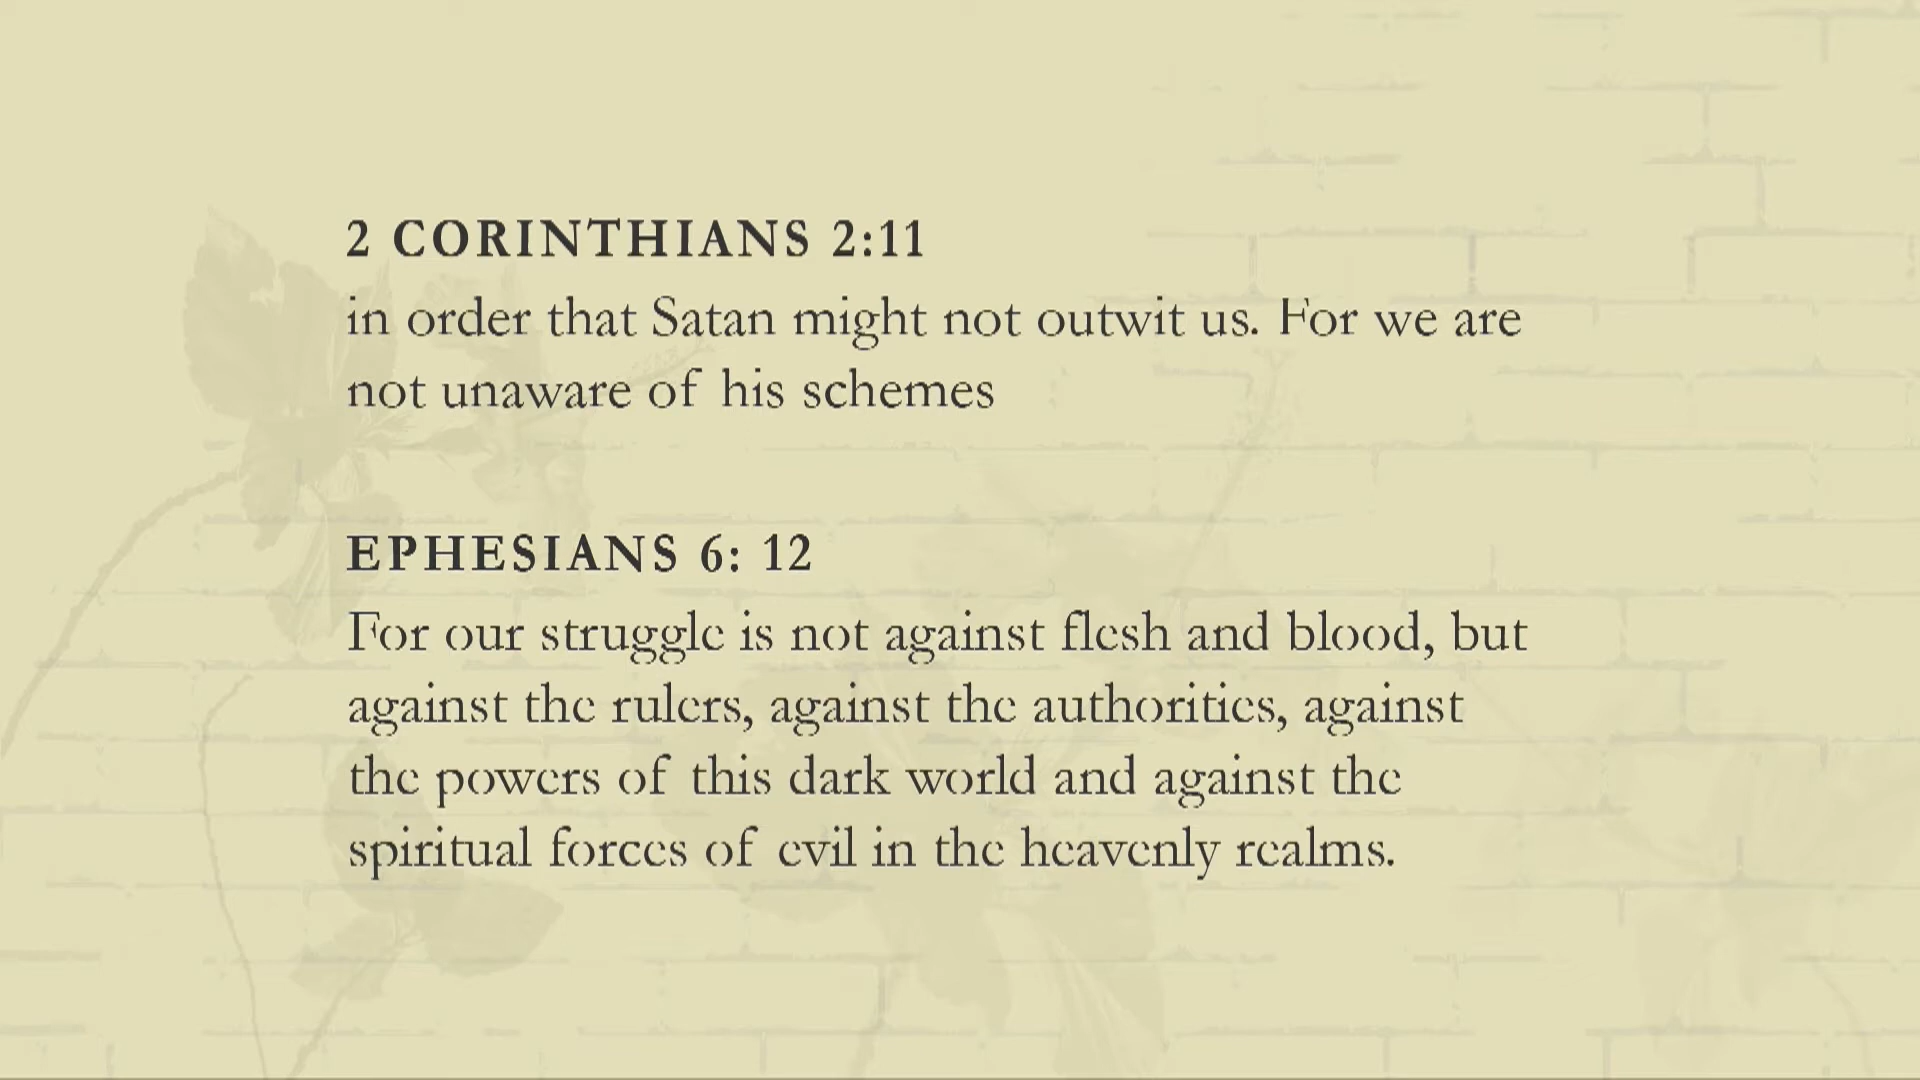 2 CORINTHIANS 2:11
in order that Satan might not outwit us. For we are
not unaware of his schemes
EPHESIANS 6: 12
For our struggle is not against flesh and blood, but
against the rulers, against the authorities, against
the powers of this dark world and against the
spiritual forces of evil in the heavenly realms.